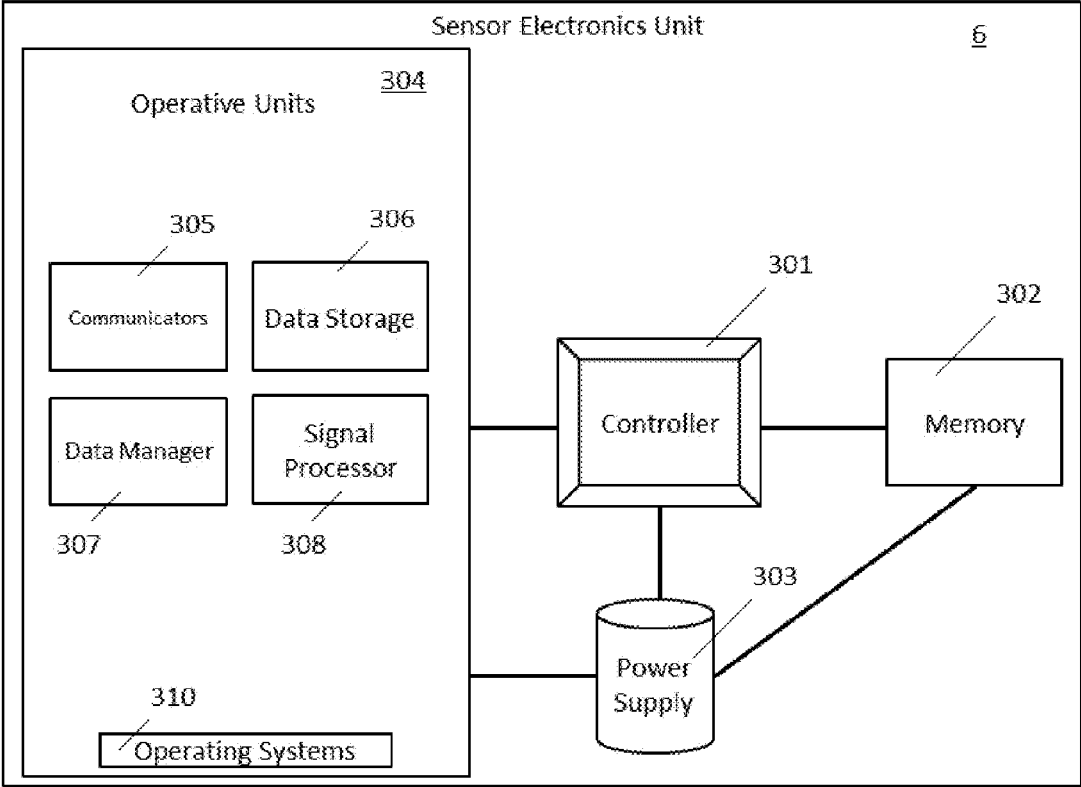 Sensor Electronics Unit
6
304
Operative Units
305
306
Communicators
Data Storage
Data Manager
Signal
Processor
307
308
301
302
Controller
Memory
303
Power
Supply
310
Operating Systems